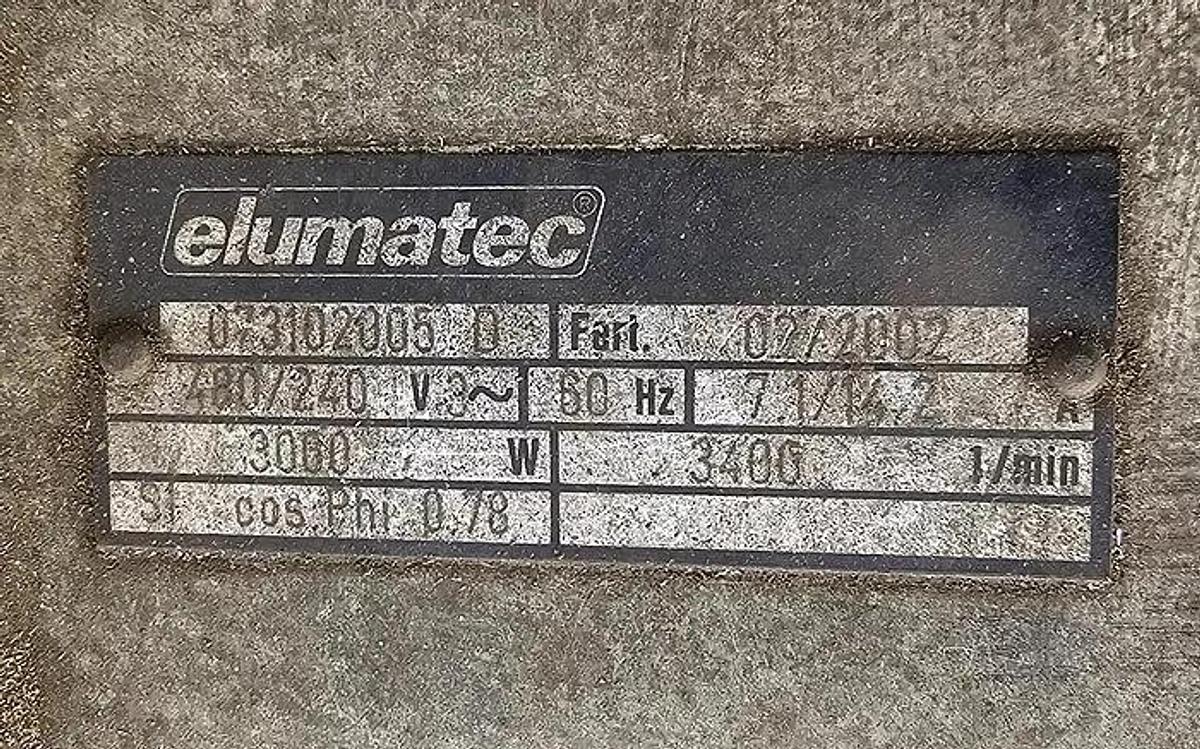 elumatec®
073102005 D Fart. 02/2002
480/240 V 3~ 60 Hz 7.1/14.2 A
3000 W 3400 1/min
S1 cos Phi 0.78